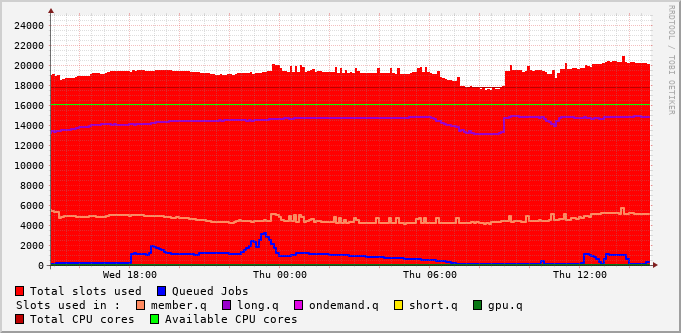 24000
22000
20000
18000
16000
14000
12000
10000
8000
6000
4000
2000
0
Wed 18:00 Thu 00:00 Thu 06:00 Thu 12:00
Total slots used Queued Jobs
Slots used in : member.q long.q ondemand.q short.q gpu.q
Total CPU cores Available CPU cores
RRDTOOL / TOBI OETIKER